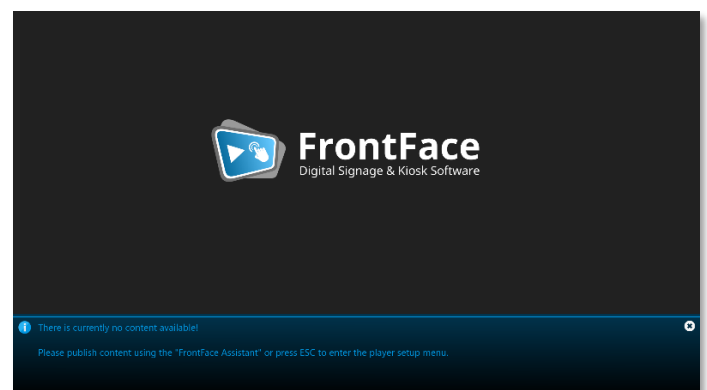 FrontFace
Digital Signage & Kiosk Software
There is currently no content available!
Please publish content using the "FrontFace Assistant" or press ESC to enter the player setup menu.